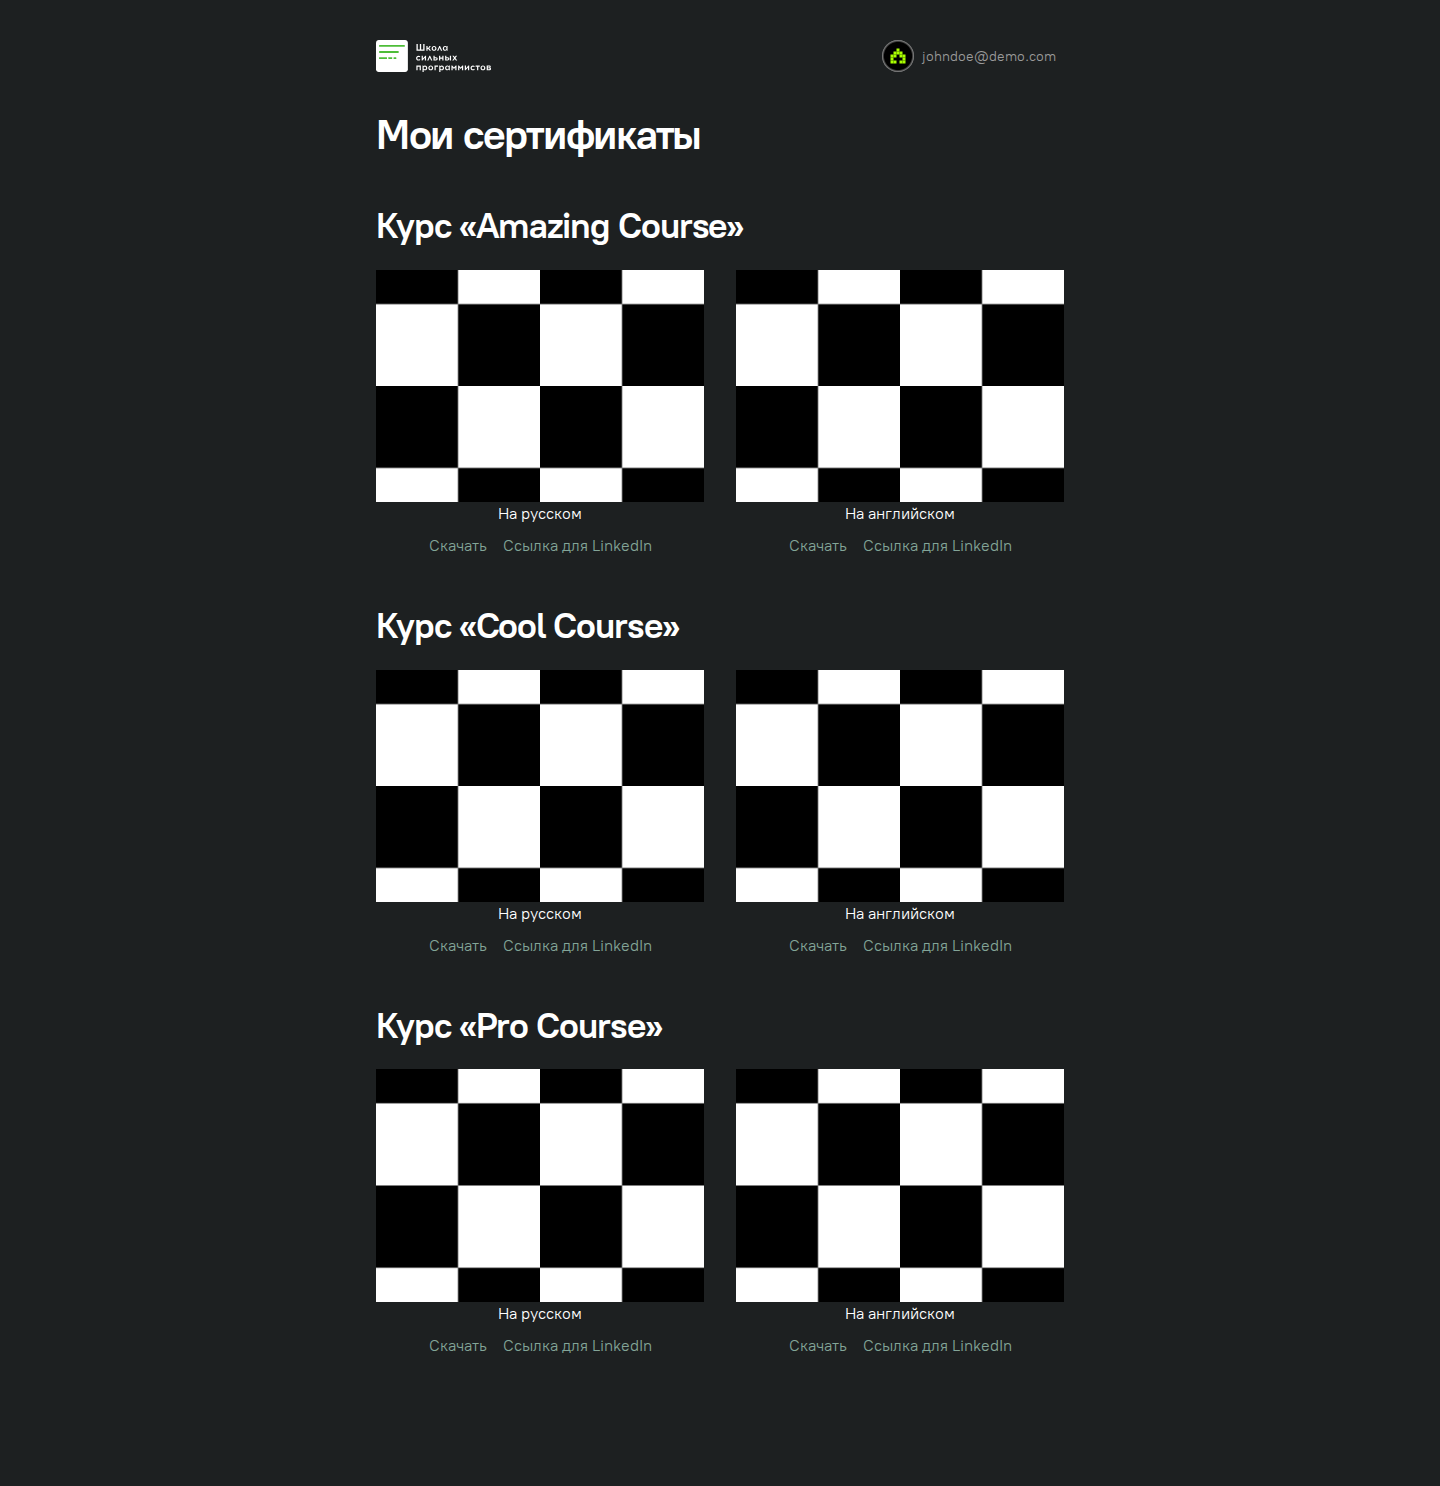 Школа
сильных
программистов
johndoe@demo.com
Мои сертификаты
Курс «Amazing Course»
На русском
На английском
Скачать Ссылка для LinkedIn
Скачать Ссылка для LinkedIn
Курс «Cool Course»
На русском
На английском
Скачать Ссылка для LinkedIn
Скачать Ссылка для LinkedIn
Курс «Pro Course»
На русском
На английском
Скачать Ссылка для LinkedIn
Скачать Ссылка для LinkedIn